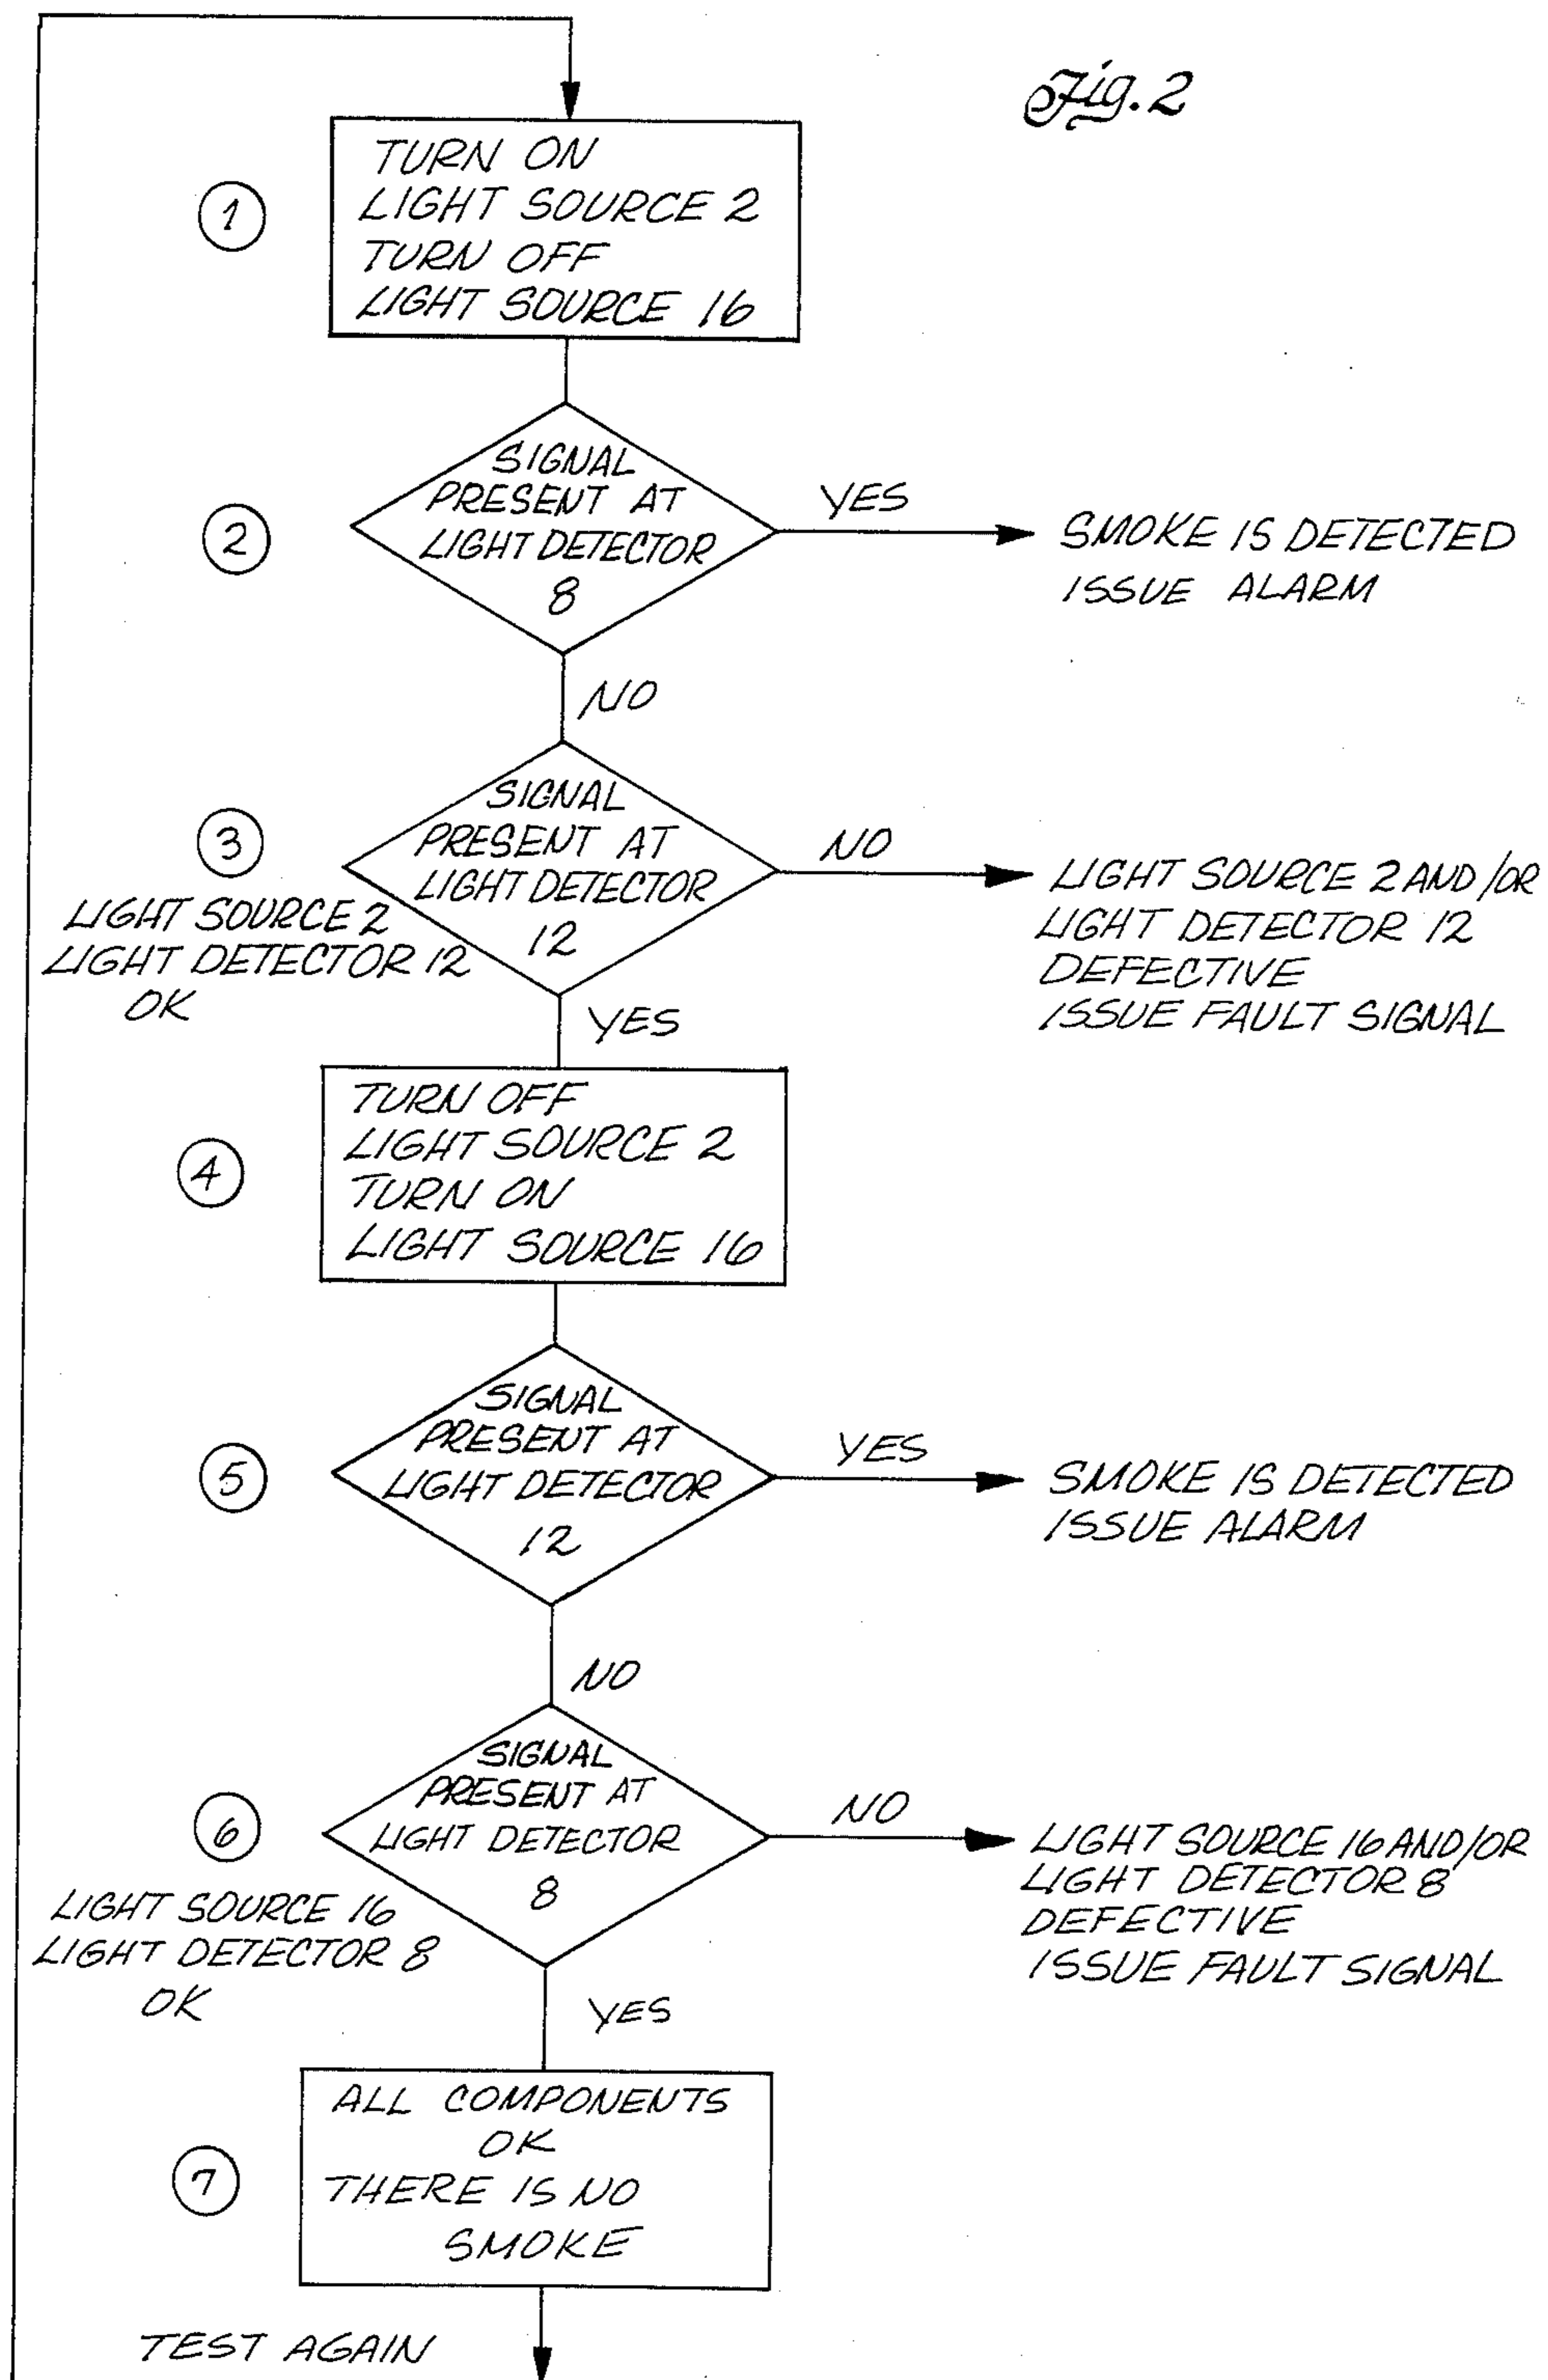 Fig. 2
1
TURN ON
LIGHT SOURCE 2
TURN OFF
LIGHT SOURCE 16
2
SIGNAL
PRESENT AT
LIGHT DETECTOR
8
YES
SMOKE IS DETECTED
ISSUE ALARM
NO
3
SIGNAL
PRESENT AT
LIGHT DETECTOR
12
LIGHT SOURCE 2
LIGHT DETECTOR 12
OK
NO
LIGHT SOURCE 2 AND/OR
LIGHT DETECTOR 12
DEFECTIVE
ISSUE FAULT SIGNAL
YES
4
TURN OFF
LIGHT SOURCE 2
TURN ON
LIGHT SOURCE 16
5
SIGNAL
PRESENT AT
LIGHT DETECTOR
12
YES
SMOKE IS DETECTED
ISSUE ALARM
NO
6
SIGNAL
PRESENT AT
LIGHT DETECTOR
8
LIGHT SOURCE 16
LIGHT DETECTOR 8
OK
NO
LIGHT SOURCE 16 AND/OR
LIGHT DETECTOR 8
DEFECTIVE
ISSUE FAULT SIGNAL
YES
7
ALL COMPONENTS
OK
THERE IS NO
SMOKE
TEST AGAIN